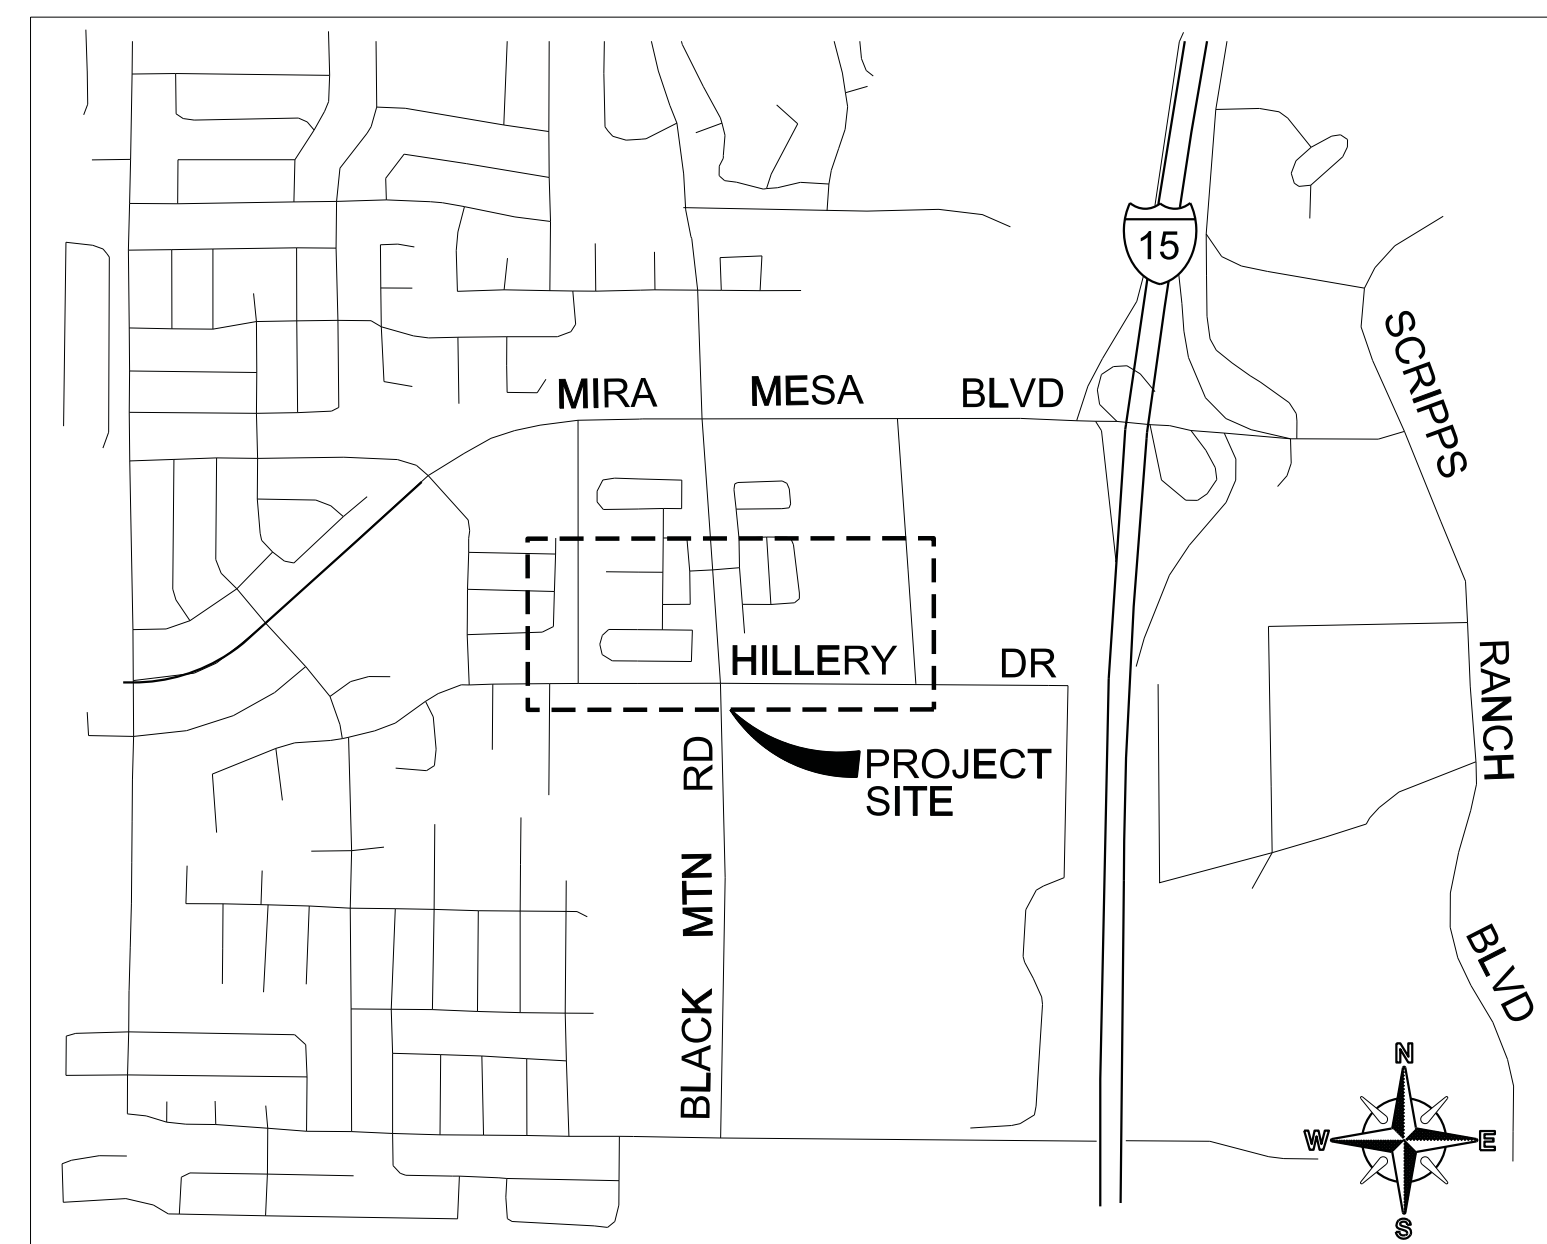 15
MIRA MESA BLVD
SCRIPPS RANCH BLVD
HILLERY DR
PROJECT
SITE
BLACK MTN RD
N
W E
S